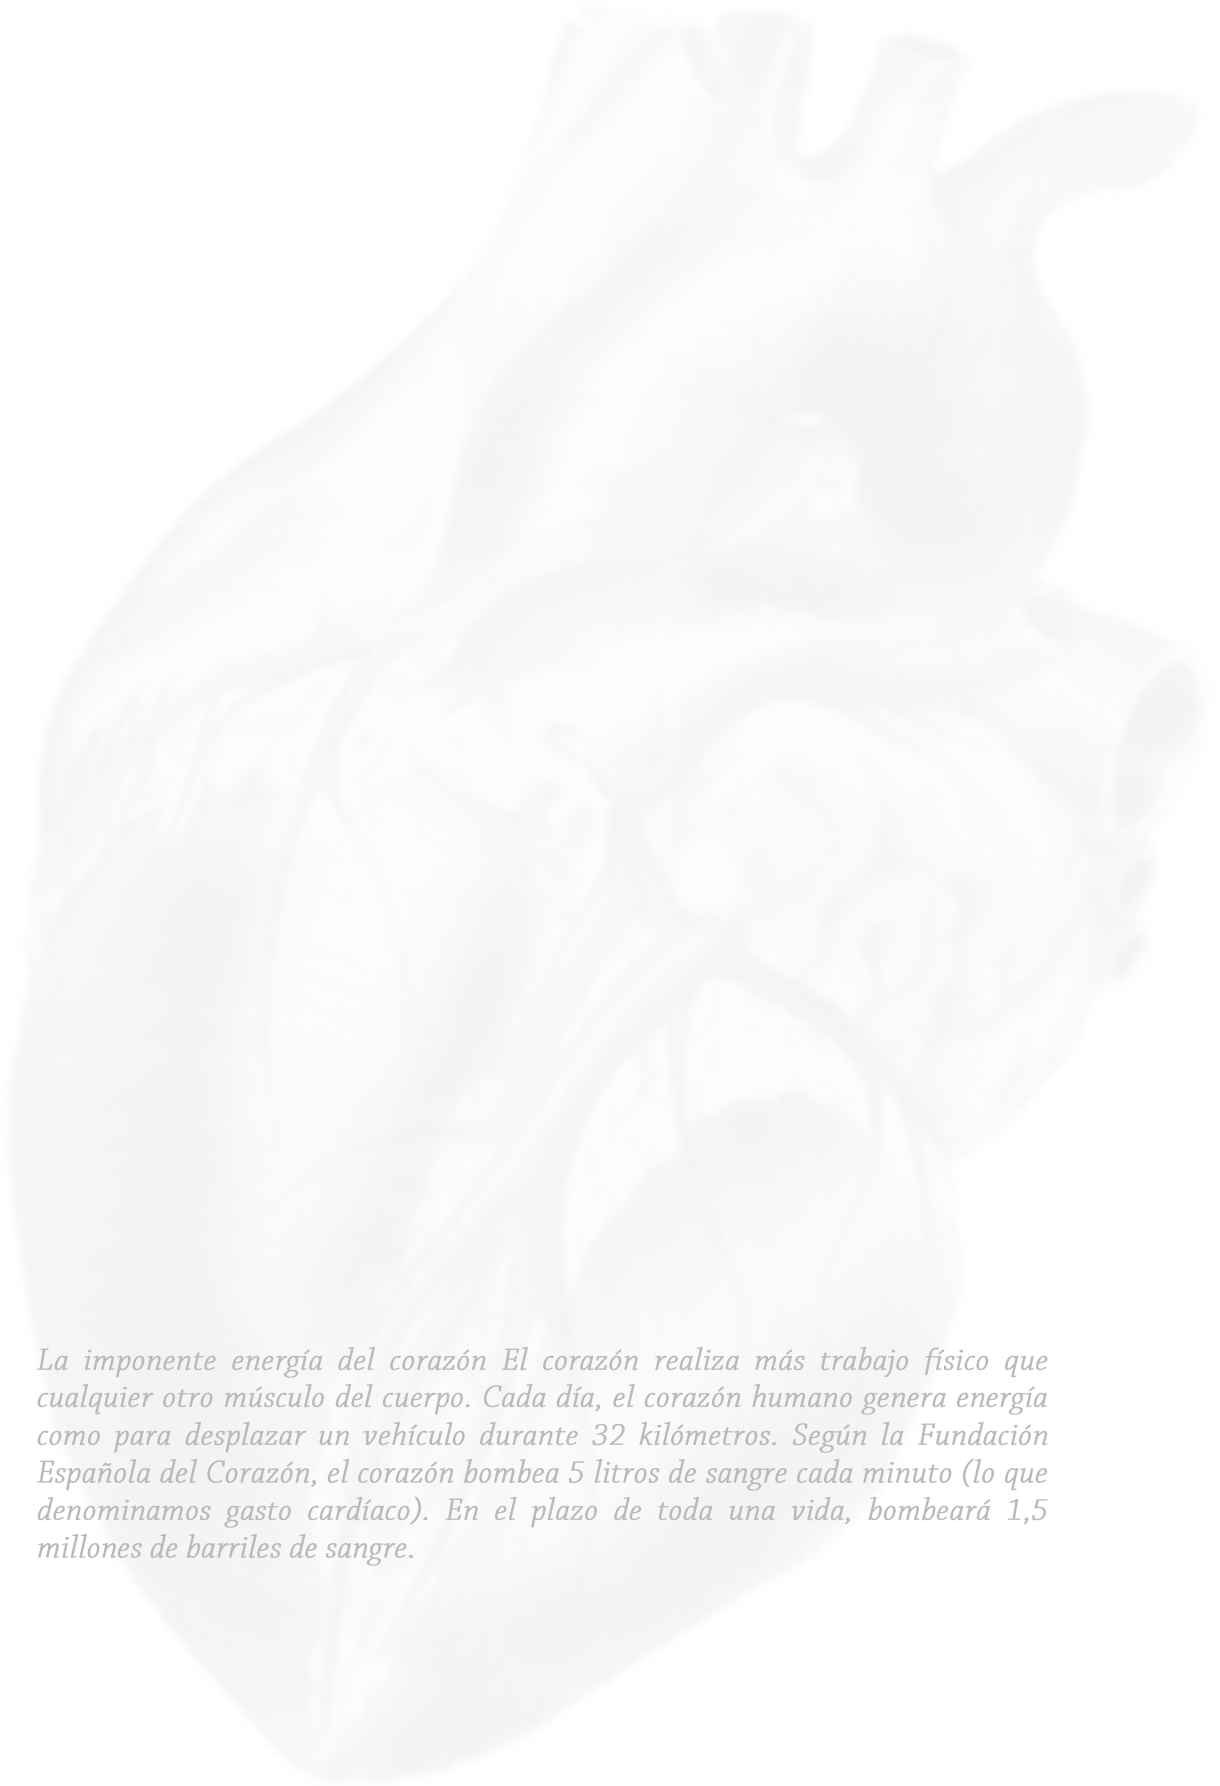 La imponente energía del corazón El corazón realiza más trabajo físico que
cualquier otro músculo del cuerpo. Cada día, el corazón humano genera energía
como para desplazar un vehículo durante 32 kilómetros. Según la Fundación
Española del Corazón, el corazón bombea 5 litros de sangre cada minuto (lo que
denominamos gasto cardíaco). En el plazo de toda una vida, bombeará 1,5
millones de barriles de sangre.